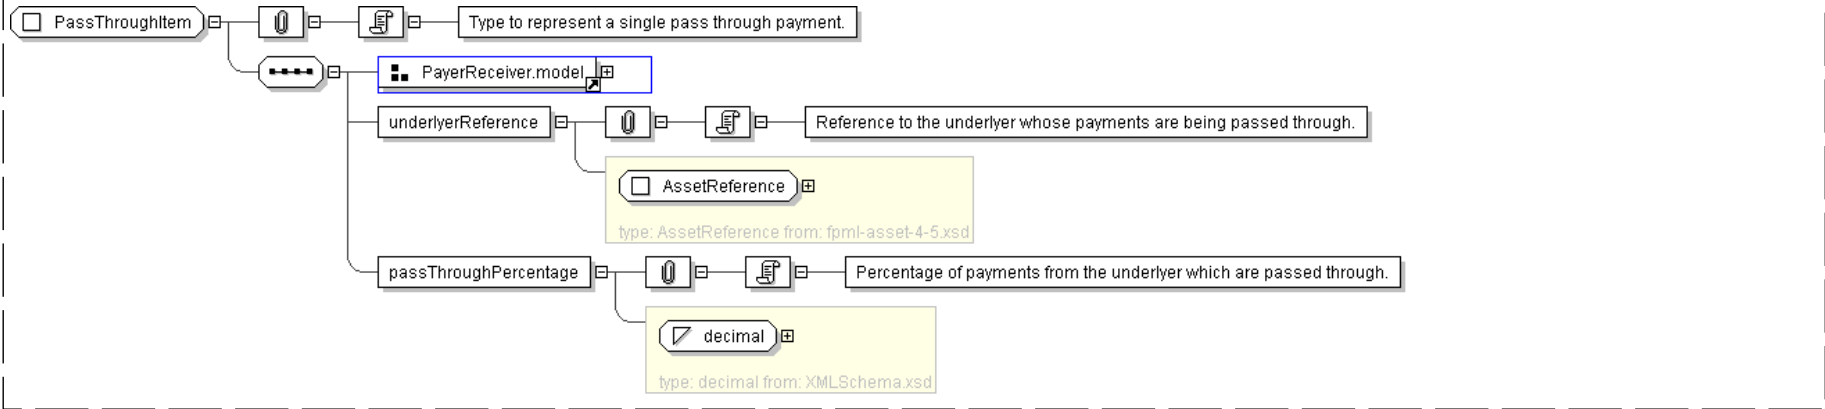 PassThroughItem
Type to represent a single pass through payment.
PayerReceiver.model
underlyerReference
Reference to the underlyer whose payments are being passed through.
AssetReference
type: AssetReference from: fpml-asset-4-5.xsd
passThroughPercentage
Percentage of payments from the underlyer which are passed through.
decimal
type: decimal from: XMLSchema.xsd